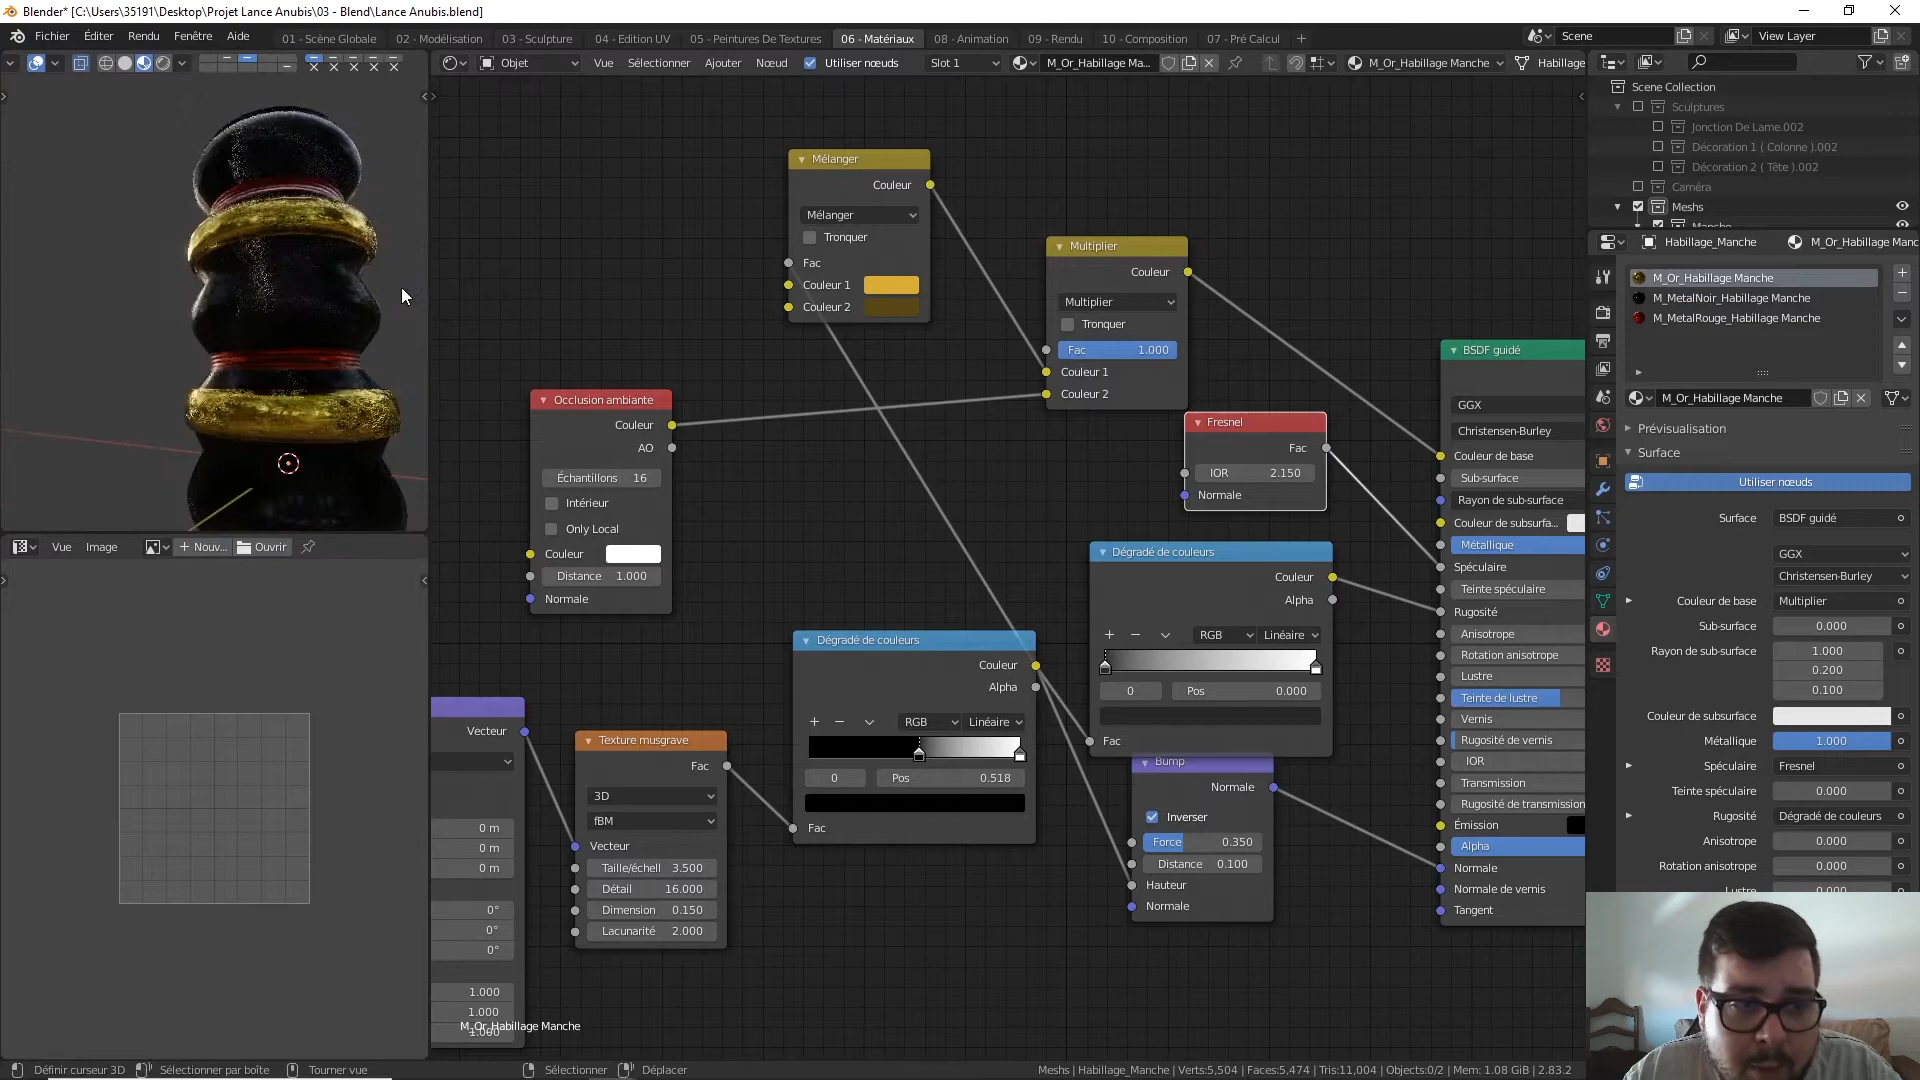 Blender* [C:\Users\35191\Desktop\Projet Lance Anubis\03 - Blend\Lance Anubis.blend]
Fichier Éditer Rendu Fenêtre Aide 01 - Scène Globale 02 - Modélisation 03 - Sculpture 04 - Edition UV 05 - Peintures De Textures 06 - Matériaux 08 - Animation 09 - Rendu 10 - Composition 07 - Pré Calcul + Scene View Layer
Objet Vue Sélectionner Ajouter Nœud Utiliser nœuds Slot 1 M_Or_Habillage Ma... M_Or_Habillage Manche Habillage
Scene Collection
Sculptures
Jonction De Lame.002
Décoration 1 ( Colonne ).002
Décoration 2 ( Tête ).002
Caméra
Meshs
Manche
Habillage_Manche M_Or_Habillage Manc
M_Or_Habillage Manche
M_MetalNoir_Habillage Manche
M_MetalRouge_Habillage Manche
M_Or_Habillage Manche
Prévisualisation
Surface
Utiliser nœuds
Surface BSDF guidé
GGX
Christensen-Burley
Couleur de base Multiplier
Sub-surface 0.000
Rayon de sub-surface 1.000
0.200
0.100
Couleur de subsurface
Métallique 1.000
Spéculaire Fresnel
Teinte spéculaire 0.000
Rugosité Dégradé de couleurs
Anisotrope 0.000
Rotation anisotrope 0.000
Lustre 0.000
Mélanger
Couleur
Mélanger
Tronquer
Fac
Couleur 1
Couleur 2
Multiplier
Couleur
Multiplier
Tronquer
Fac 1.000
Couleur 1
Couleur 2
Occlusion ambiante
Couleur
AO
Échantillons 16
Intérieur
Only Local
Couleur
Distance 1.000
Normale
Fresnel
Fac
IOR 2.150
Normale
Dégradé de couleurs
Couleur
Alpha
+ − RGB Linéaire
0 Pos 0.000
Fac
Dégradé de couleurs
Couleur
Alpha
+ − RGB Linéaire
0 Pos 0.518
Fac
Bump
Normale
Inverser
Force 0.350
Distance 0.100
Hauteur
Normale
Texture musgrave
Fac
3D
fBM
Vecteur
Taille/échell 3.500
Détail 16.000
Dimension 0.150
Lacunarité 2.000
Vecteur
0 m
0 m
0 m
0°
0°
0°
1.000
1.000
1.000
M_Or_Habillage Manche
BSDF guidé
GGX
Christensen-Burley
Couleur de base
Sub-surface
Rayon de sub-surface
Couleur de subsurfa...
Métallique
Spéculaire
Teinte spéculaire
Rugosité
Anisotrope
Rotation anisotrope
Lustre
Teinte de lustre
Vernis
Rugosité de vernis
IOR
Transmission
Rugosité de transmission
Émission
Alpha
Normale
Normale de vernis
Tangent
Vue Image + Nouv... Ouvrir
Définir curseur 3D Sélectionner par boîte Tourner vue Sélectionner Déplacer Meshs | Habillage_Manche | Verts:5,504 | Faces:5,474 | Tris:11,004 | Objects:0/2 | Mem: 1.08 GiB | 2.83.2